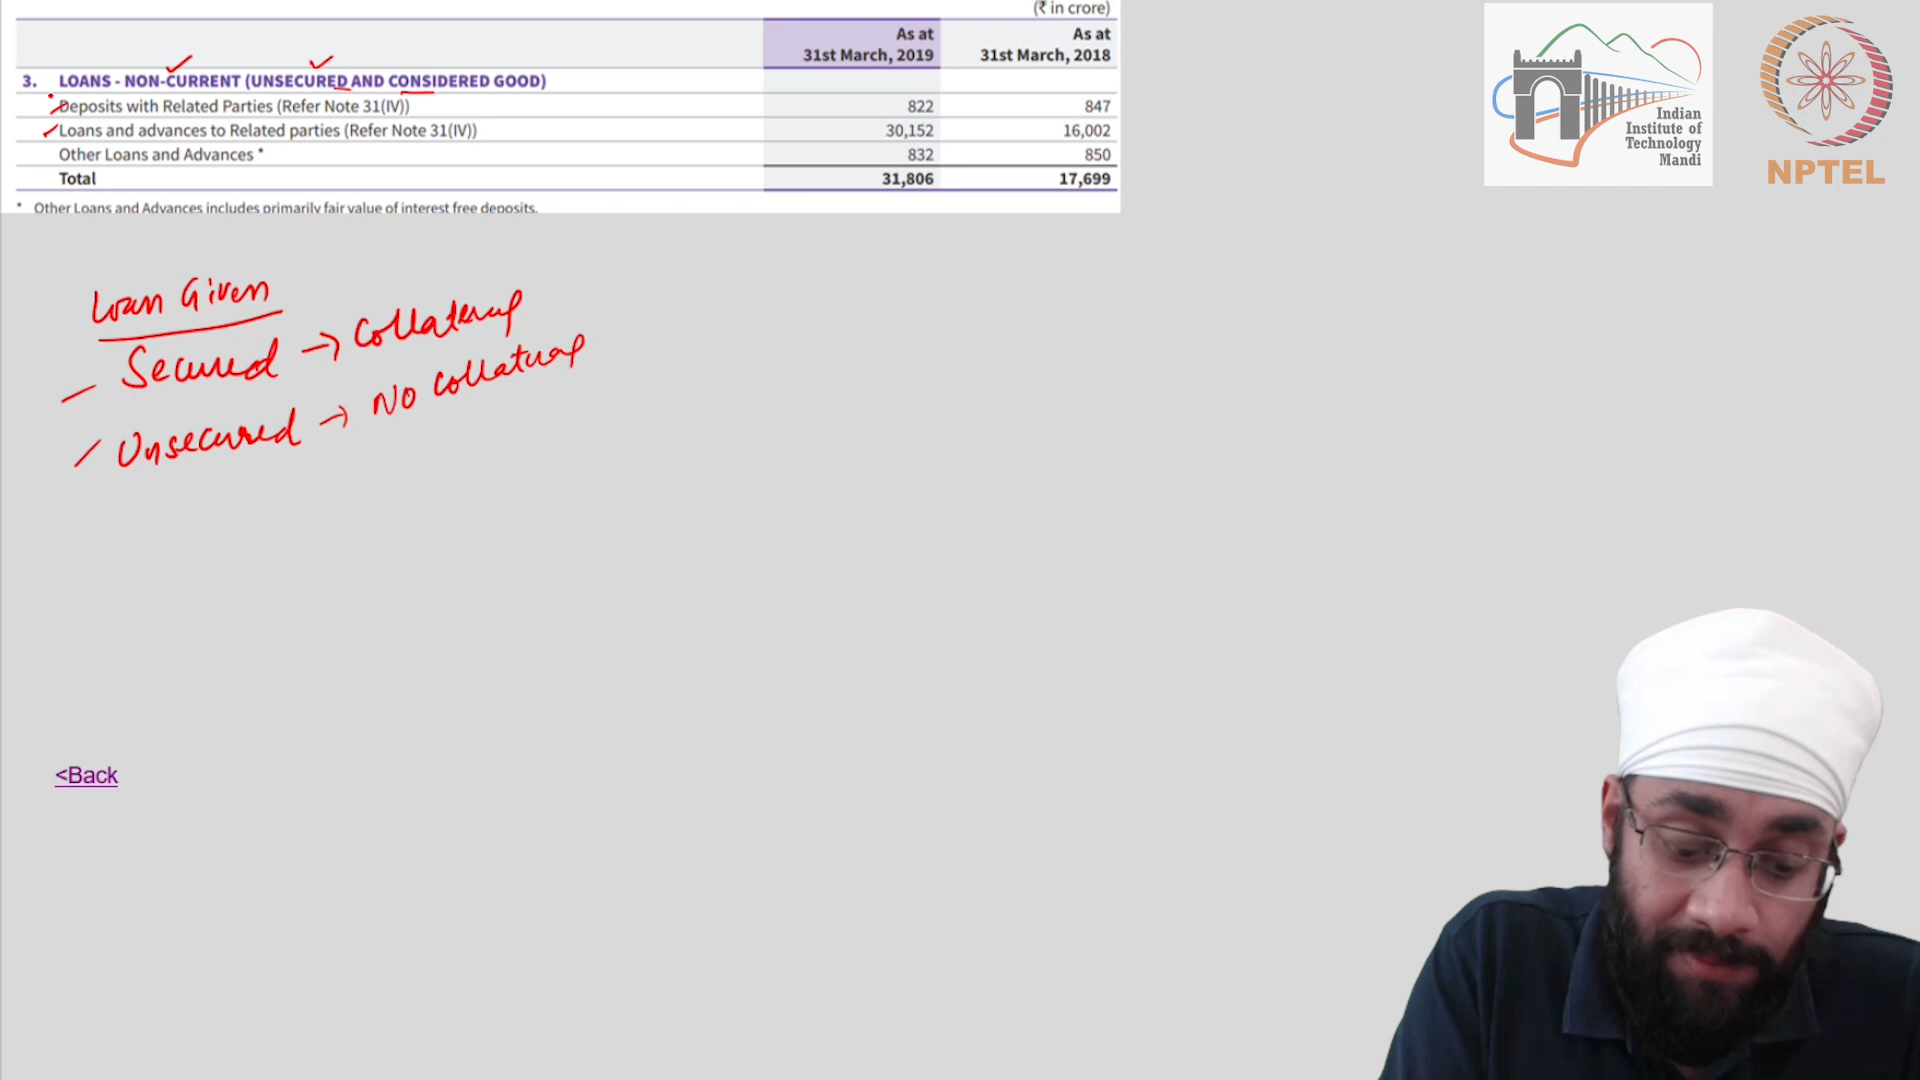 (₹ in crore)
As at
31st March, 2019
As at
31st March, 2018
3. LOANS - NON-CURRENT (UNSECURED AND CONSIDERED GOOD)
Deposits with Related Parties (Refer Note 31(IV)) 822 847
Loans and advances to Related parties (Refer Note 31(IV)) 30,152 16,002
Other Loans and Advances * 832 850
Total 31,806 17,699
* Other Loans and Advances includes primarily fair value of interest free deposits.
Loan Given
- Secured → Collateral
- Unsecured → No Collateral
<Back
Indian
Institute of
Technology
Mandi
NPTEL